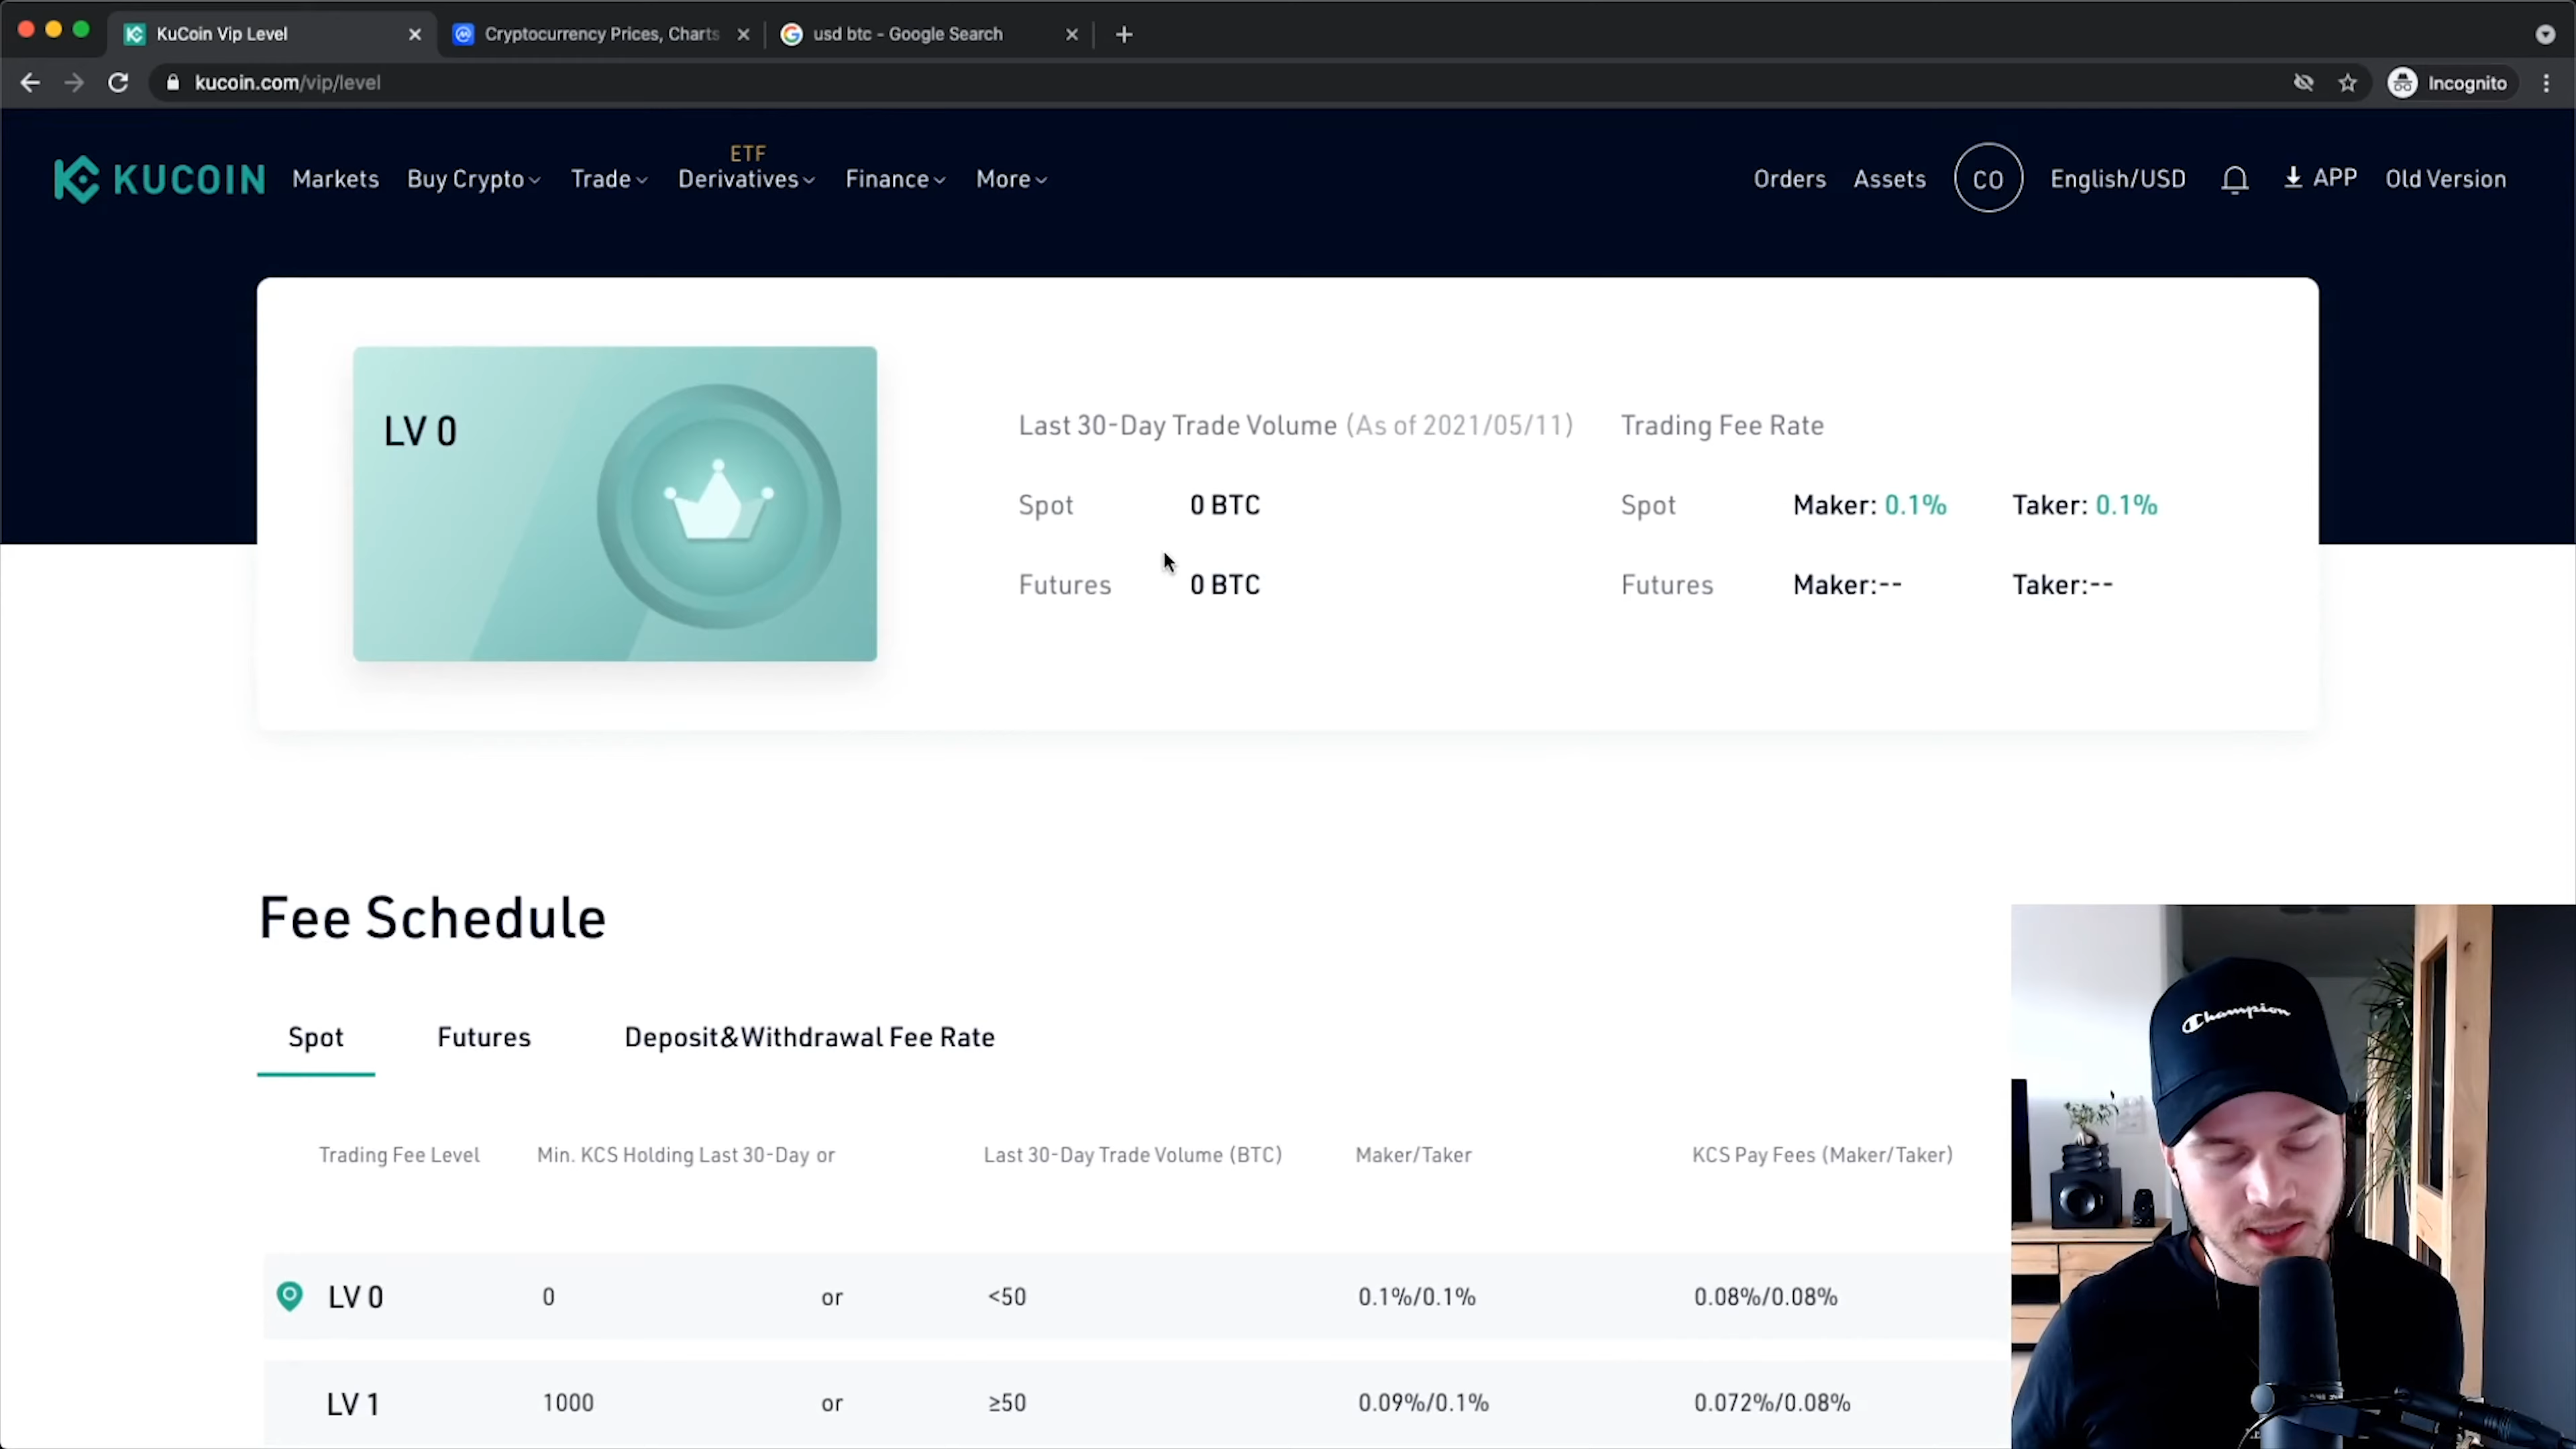 KuCoin Vip Level
Cryptocurrency Prices, Charts
usd btc - Google Search
kucoin.com/vip/level
Incognito
KUCOIN
Markets
Buy Crypto
Trade
ETF
Derivatives
Finance
More
Orders
Assets
CO
English/USD
APP
Old Version
LV 0
Last 30-Day Trade Volume (As of 2021/05/11)
Trading Fee Rate
Spot 0 BTC
Spot Maker: 0.1% Taker: 0.1%
Futures 0 BTC
Futures Maker:-- Taker:--
Fee Schedule
Spot Futures Deposit&Withdrawal Fee Rate
Trading Fee Level Min. KCS Holding Last 30-Day or Last 30-Day Trade Volume (BTC) Maker/Taker KCS Pay Fees (Maker/Taker)
LV 0 0 or <50 0.1%/0.1% 0.08%/0.08%
LV 1 1000 or ≥50 0.09%/0.1% 0.072%/0.08%
Champion